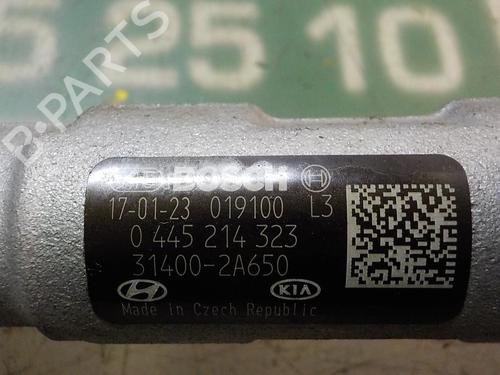 5 25 10
B-PARTS
BOSCH
17-01-23 019100 L3
0 445 214 323
31400-2A650
KIA
Made in Czech Republic